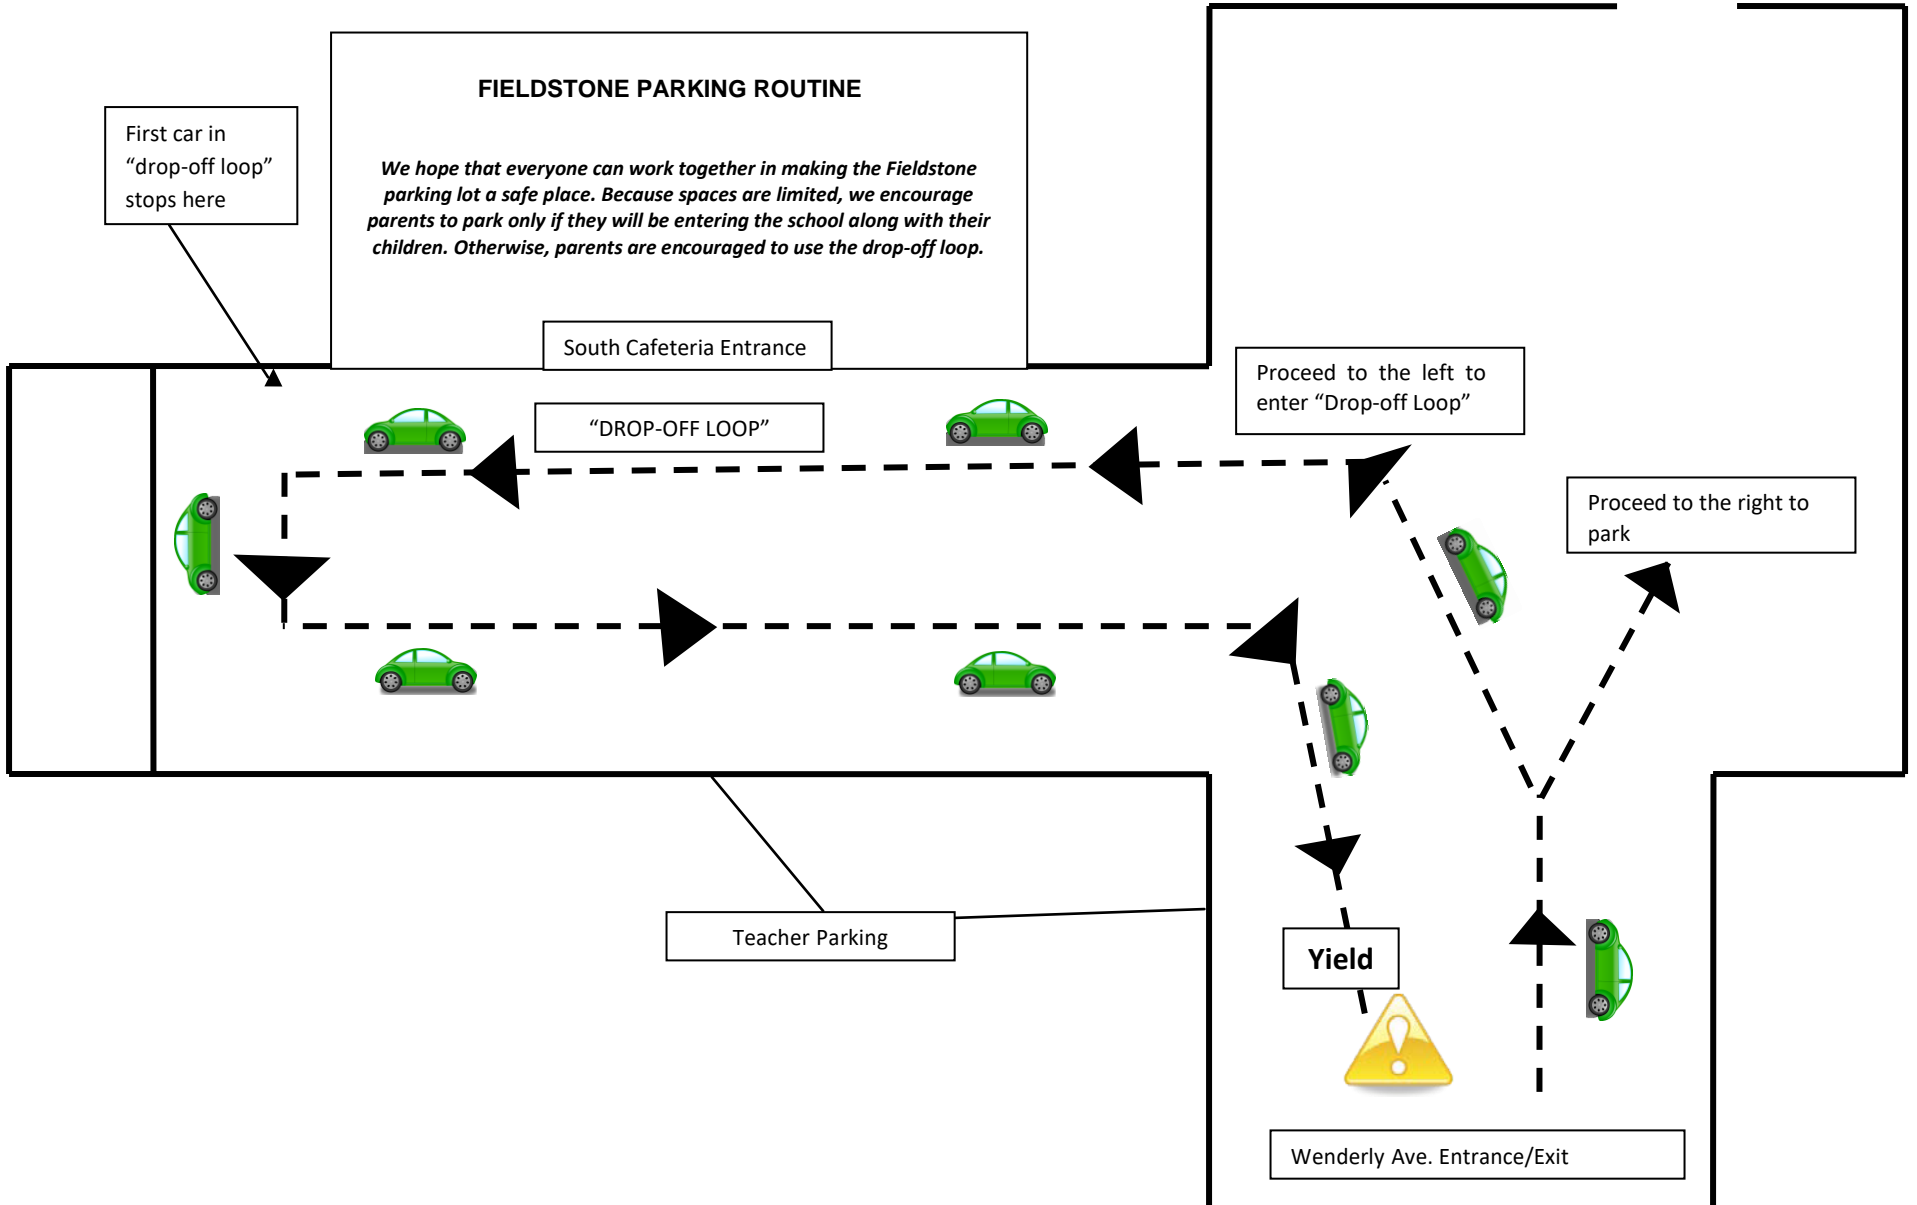 FIELDSTONE PARKING ROUTINE
First car in
“drop-off loop”
stops here
We hope that everyone can work together in making the Fieldstone
parking lot a safe place. Because spaces are limited, we encourage
parents to park only if they will be entering the school along with their
children. Otherwise, parents are encouraged to use the drop-off loop.
South Cafeteria Entrance
“DROP-OFF LOOP”
Proceed to the left to
enter “Drop-off Loop”
Proceed to the right to
park
Teacher Parking
Yield
Wenderly Ave. Entrance/Exit